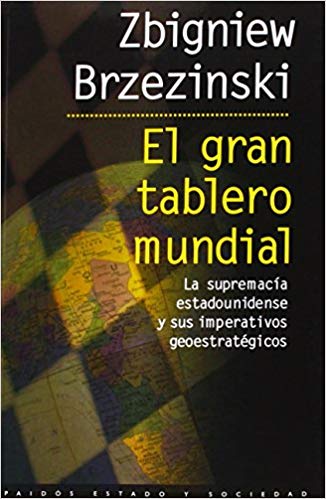 Zbigniew
Brzezinski
El gran
tablero
mundial
La supremacía
estadounidense
y sus imperativos
geoestratégicos
PAIDÓS ESTADO Y SOCIEDAD